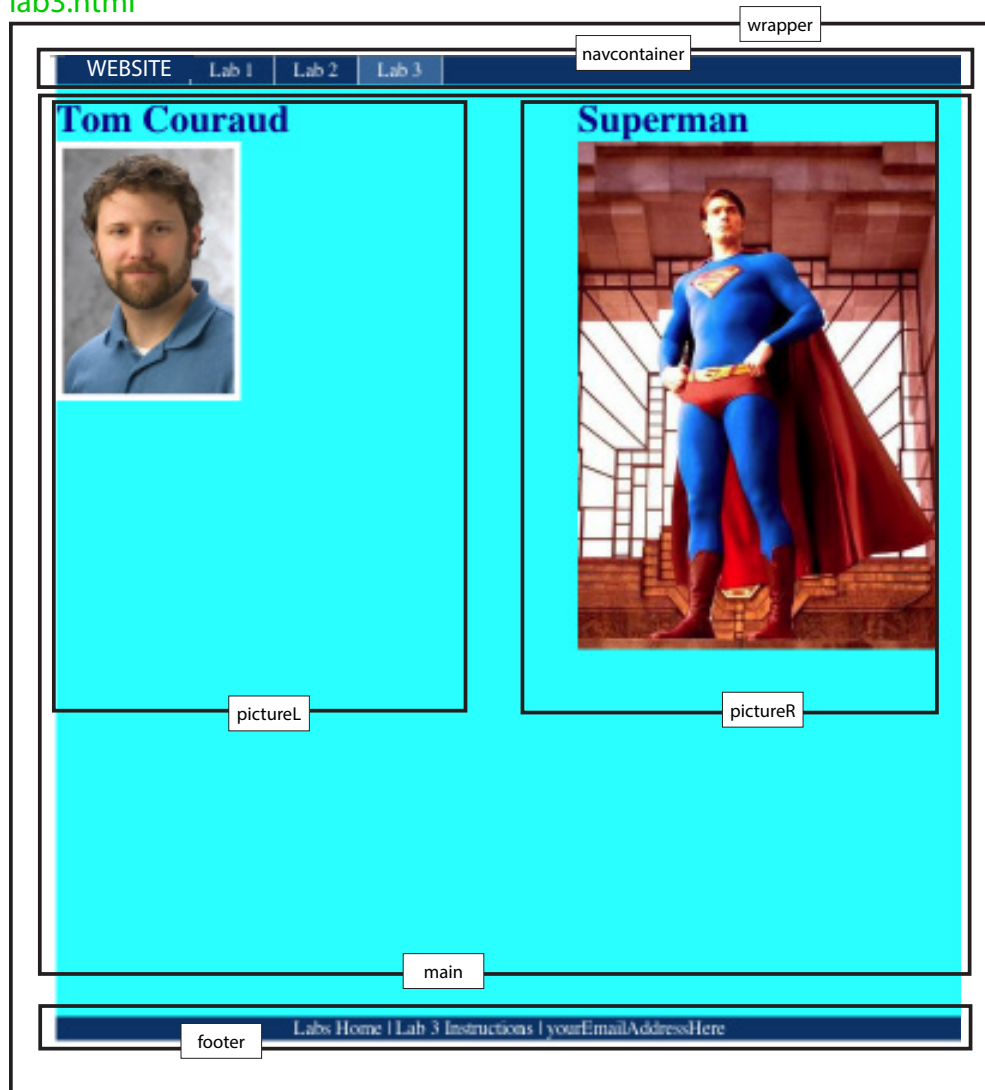 lab3.html
wrapper
navcontainer
WEBSITE Lab 1 Lab 2 Lab 3
Tom Couraud Superman
pictureL pictureR
main
Labs Home | Lab 3 Instructions | yourEmailAddressHere
footer